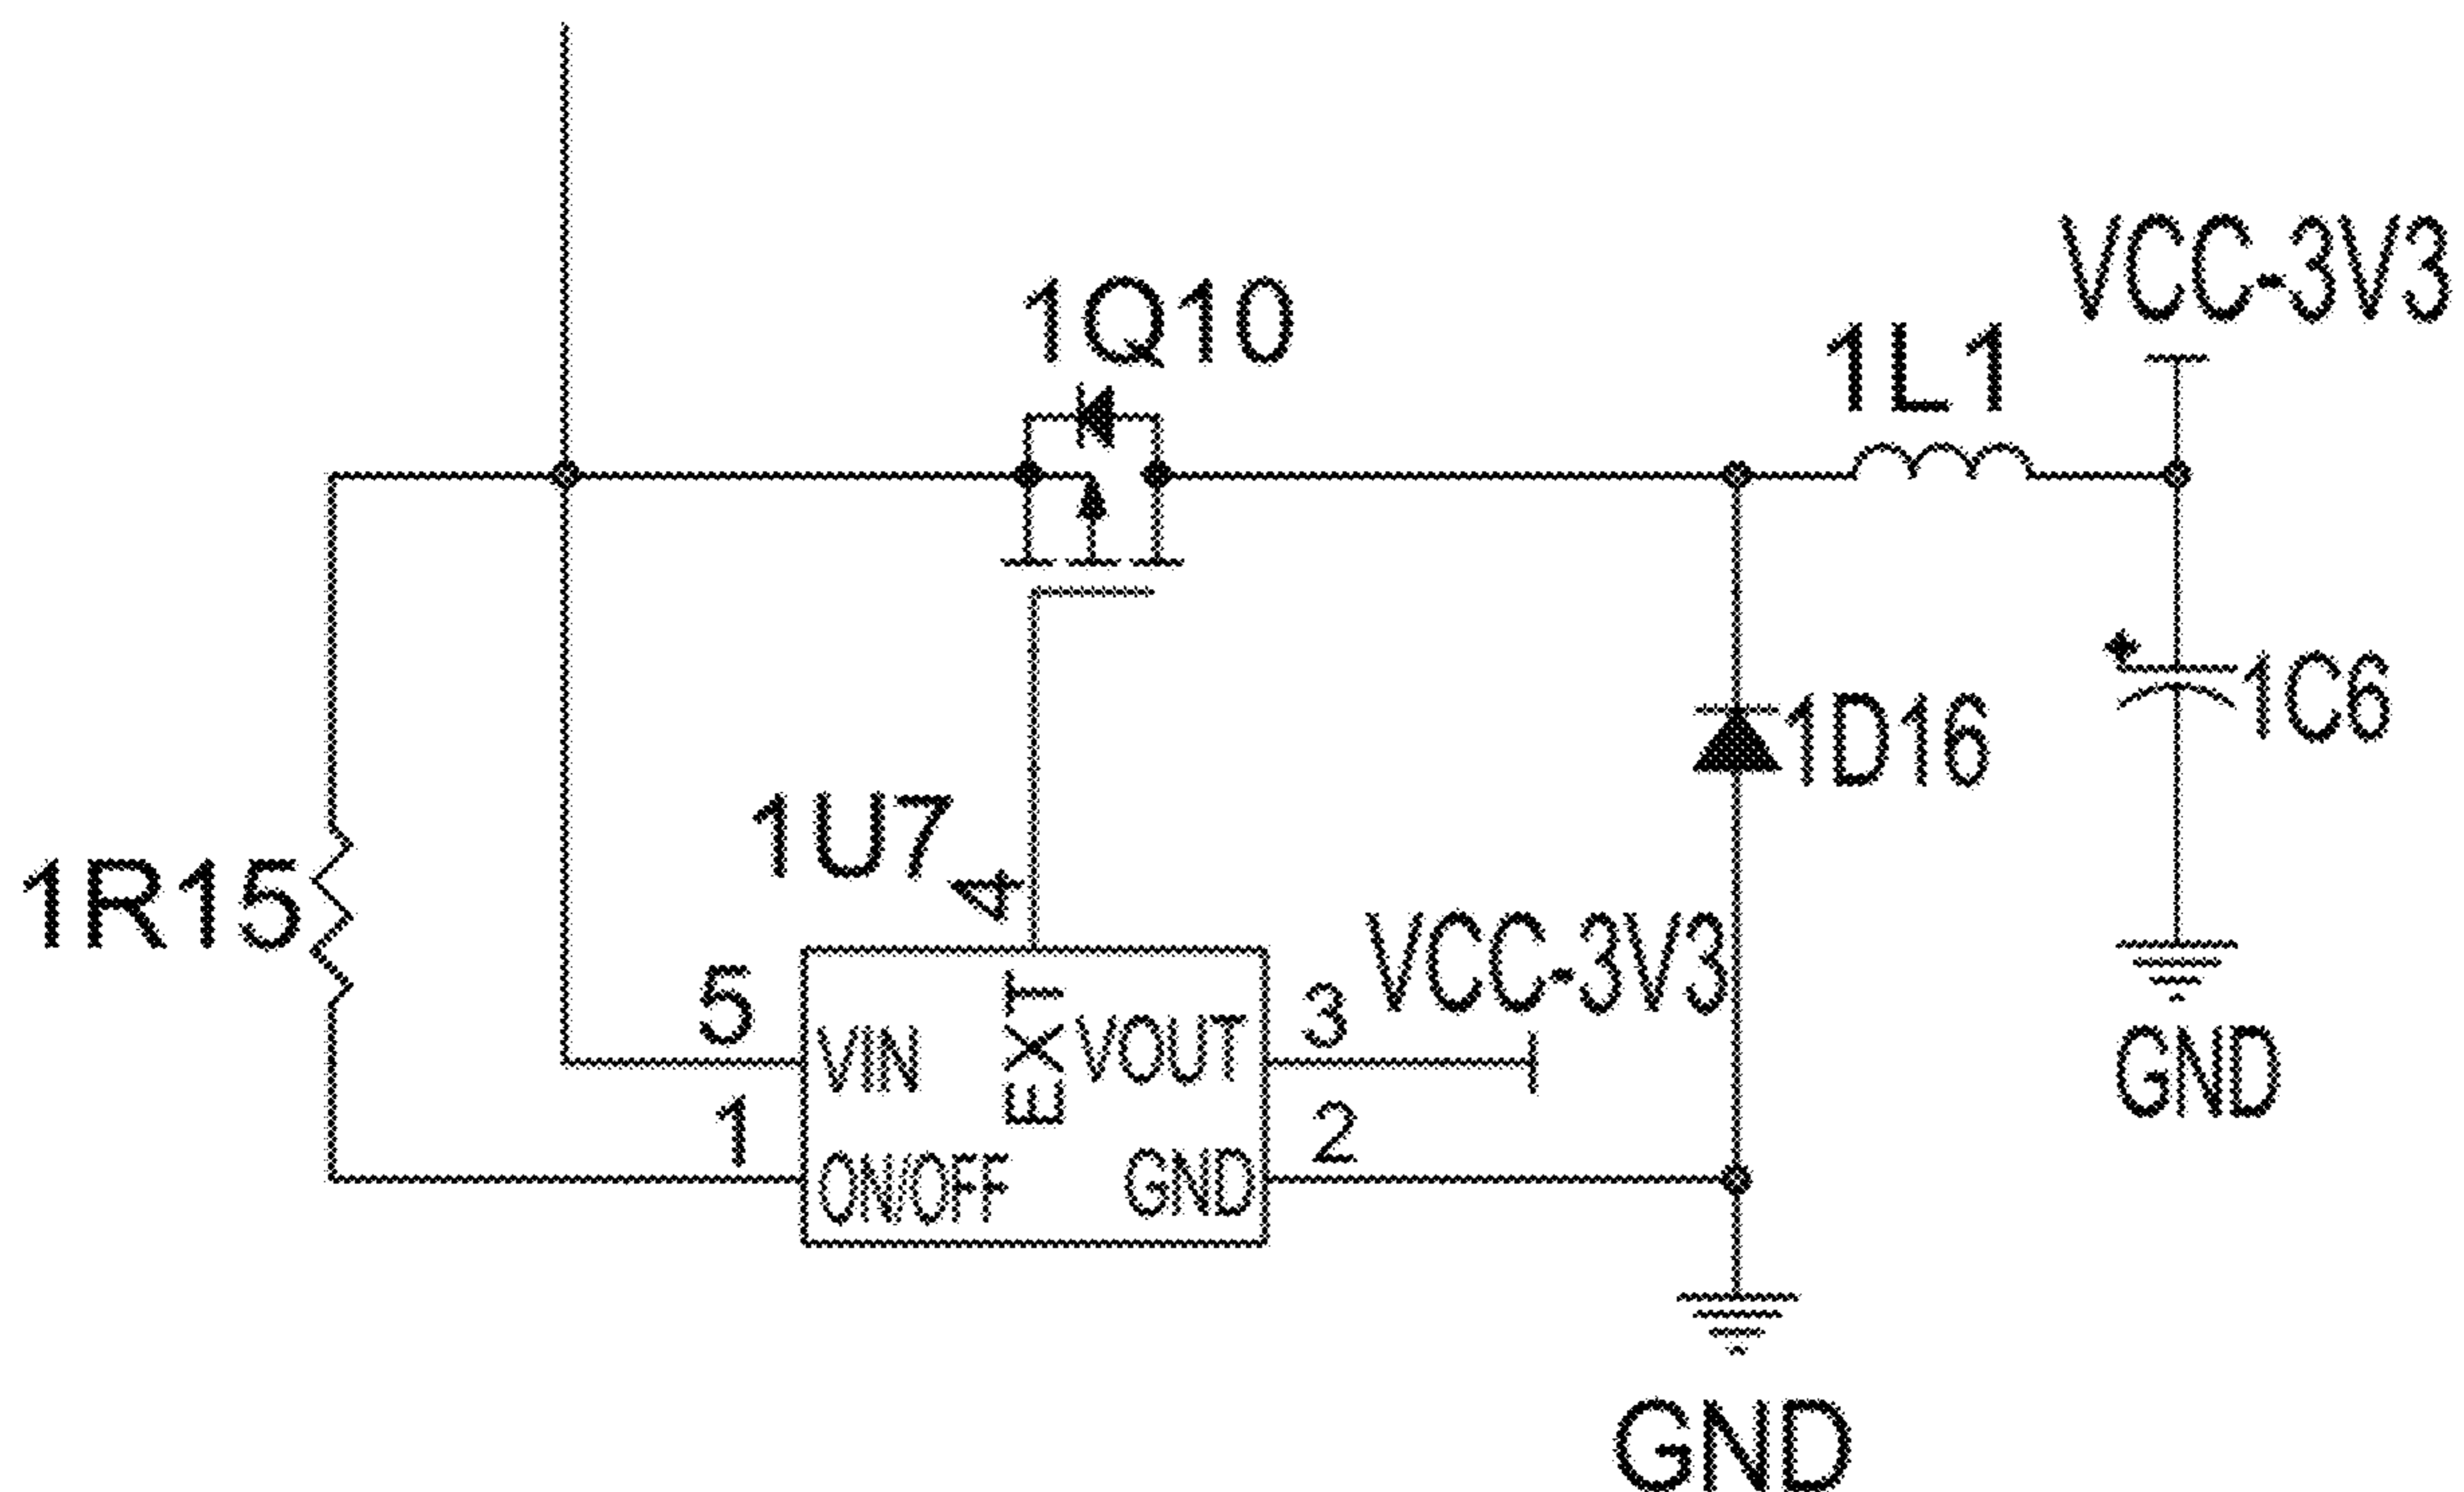 VCC-3V3
1Q10
1L1
1D16
1C6
1U7
4
1R15
VCC-3V3
5
3
VIN
EXT
VOUT
GND
1
2
ON/OFF
GND
GND